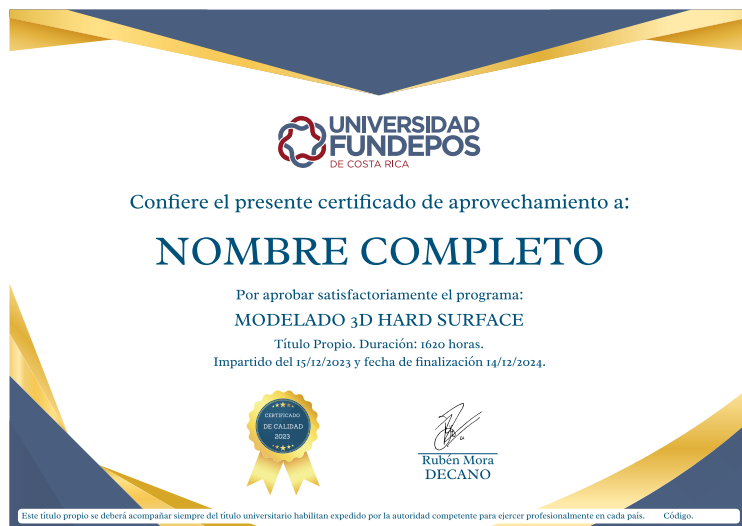 UNIVERSIDAD
FUNDEPOS
DE COSTA RICA
Confiere el presente certificado de aprovechamiento a:
NOMBRE COMPLETO
Por aprobar satisfactoriamente el programa:
MODELADO 3D HARD SURFACE
Título Propio. Duración: 1620 horas.
Impartido del 15/12/2023 y fecha de finalización 14/12/2024.
CERTIFICADO
DE CALIDAD
2023
Rubén Mora
DECANO
Este título propio se deberá acompañar siempre del título universitario habilitan expedido por la autoridad competente para ejercer profesionalmente en cada país. Código.